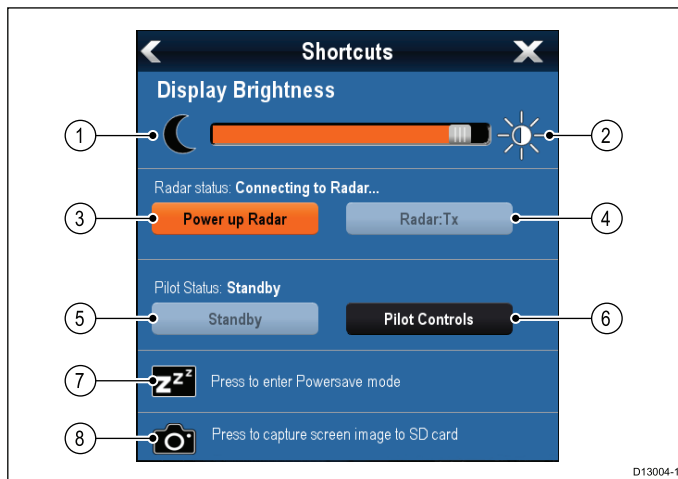 Shortcuts
Display Brightness
1
2
Radar status: Connecting to Radar...
3
Power up Radar
Radar:Tx
4
Pilot Status: Standby
5
Standby
Pilot Controls
6
7
zzz
Press to enter Powersave mode
8
Press to capture screen image to SD card
D13004-1